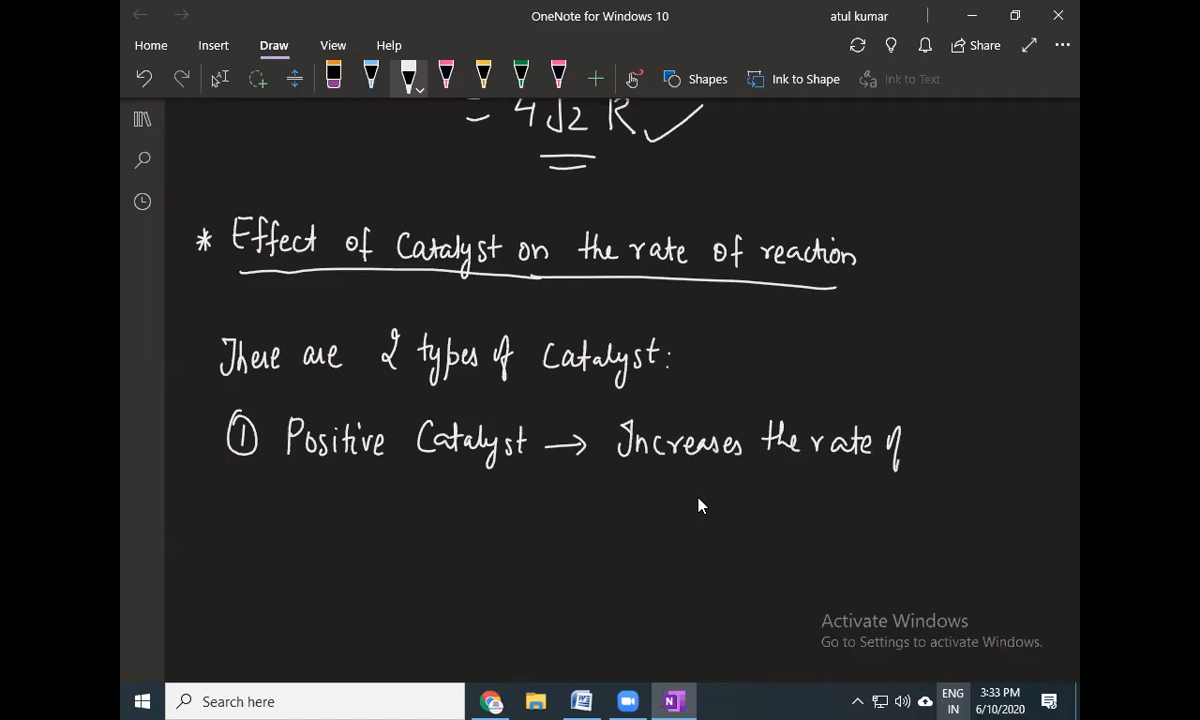 OneNote for Windows 10
atul kumar
Home Insert Draw View Help
Share
Shapes
Ink to Shape
Ink to Text
= 4√2 R
* Effect of Catalyst on the rate of reaction
There are 2 types of Catalyst:
① Positive Catalyst → Increases the rate of
Activate Windows
Go to Settings to activate Windows.
Search here
ENG
IN
3:33 PM
6/10/2020